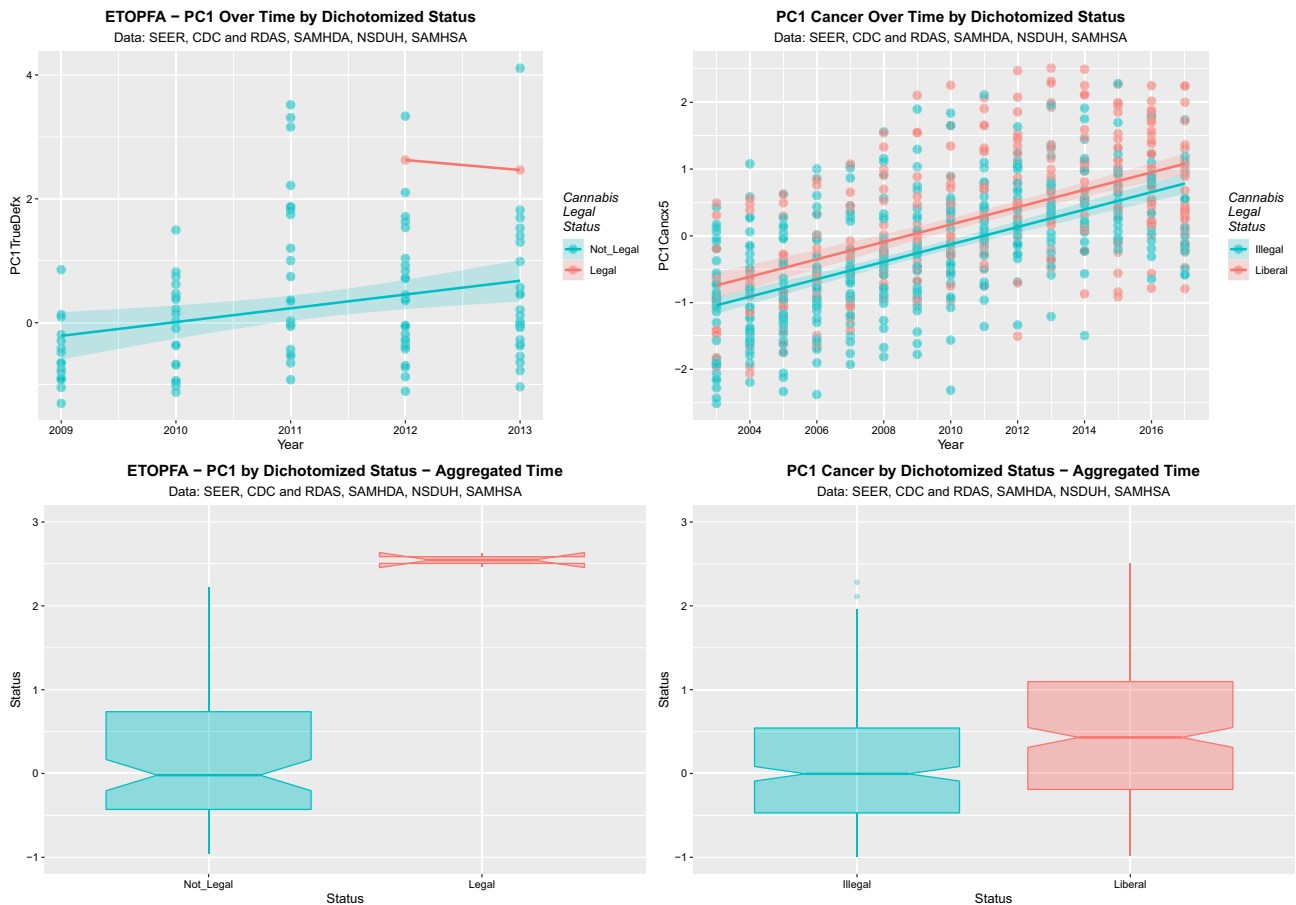 ETOPFA − PC1 Over Time by Dichotomized Status
Data: SEER, CDC and RDAS, SAMHDA, NSDUH, SAMHSA
PC1TrueDefx
4
2
0
2009 2010 2011 2012 2013
Year
Cannabis
Legal
Status
Not_Legal
Legal
PC1 Cancer Over Time by Dichotomized Status
Data: SEER, CDC and RDAS, SAMHDA, NSDUH, SAMHSA
PC1Cancx5
2
1
0
−1
−2
2004 2006 2008 2010 2012 2014 2016
Year
Cannabis
Legal
Status
Illegal
Liberal
ETOPFA − PC1 by Dichotomized Status − Aggregated Time
Data: SEER, CDC and RDAS, SAMHDA, NSDUH, SAMHSA
Status
3
2
1
0
−1
Not_Legal Legal
Status
PC1 Cancer by Dichotomized Status − Aggregated Time
Data: SEER, CDC and RDAS, SAMHDA, NSDUH, SAMHSA
Status
3
2
1
0
−1
Illegal Liberal
Status